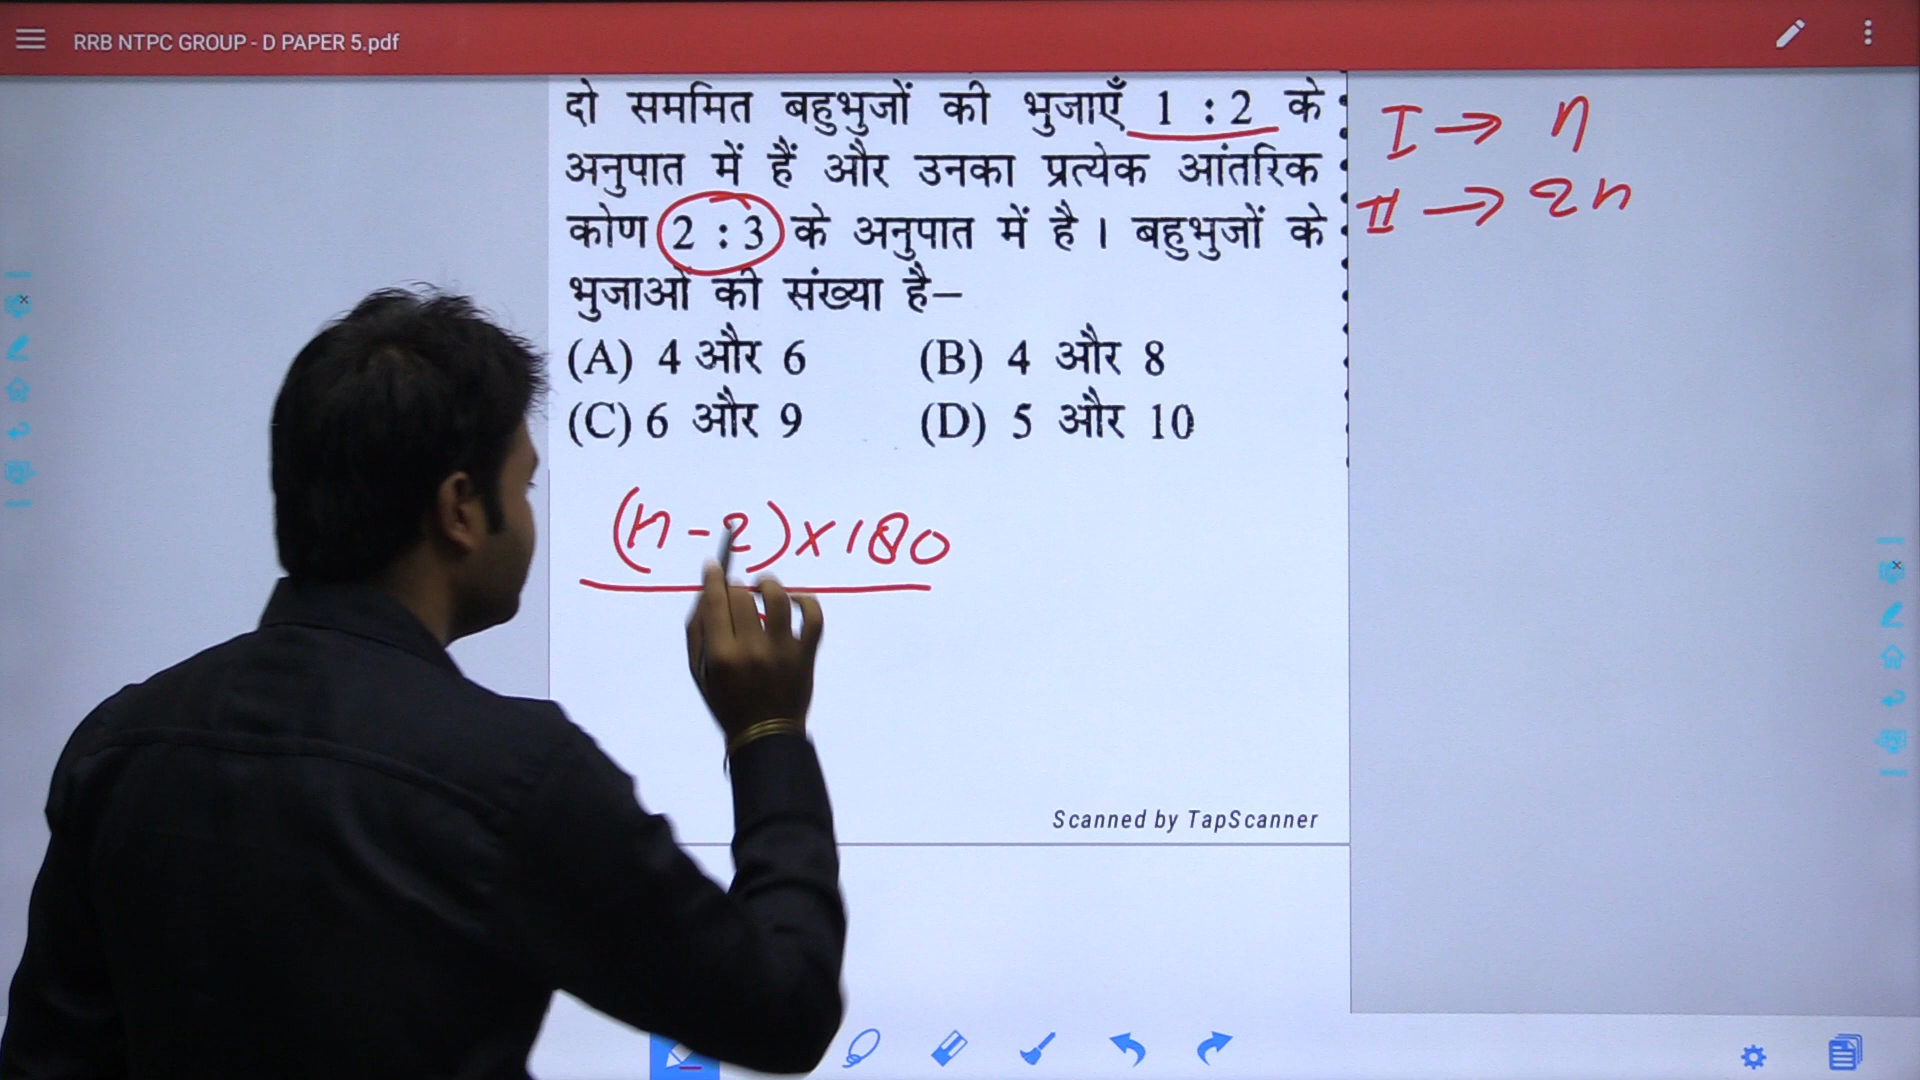 RRB NTPC GROUP - D PAPER 5.pdf
दो सममित बहुभुजों की भुजाएँ 1 : 2 के
अनुपात में हैं और उनका प्रत्येक आंतरिक
कोण 2 : 3 के अनुपात में है। बहुभुजों के
भुजाओं की संख्या है–
(A) 4 और 6 (B) 4 और 8
(C) 6 और 9 (D) 5 और 10
I → n
II → 2n
(n-2)×180
Scanned by TapScanner